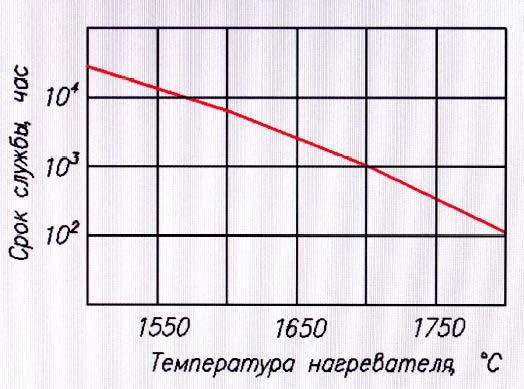 Срок службы, час
10⁴
10³
10²
1550 1650 1750
Температура нагревателя, °С